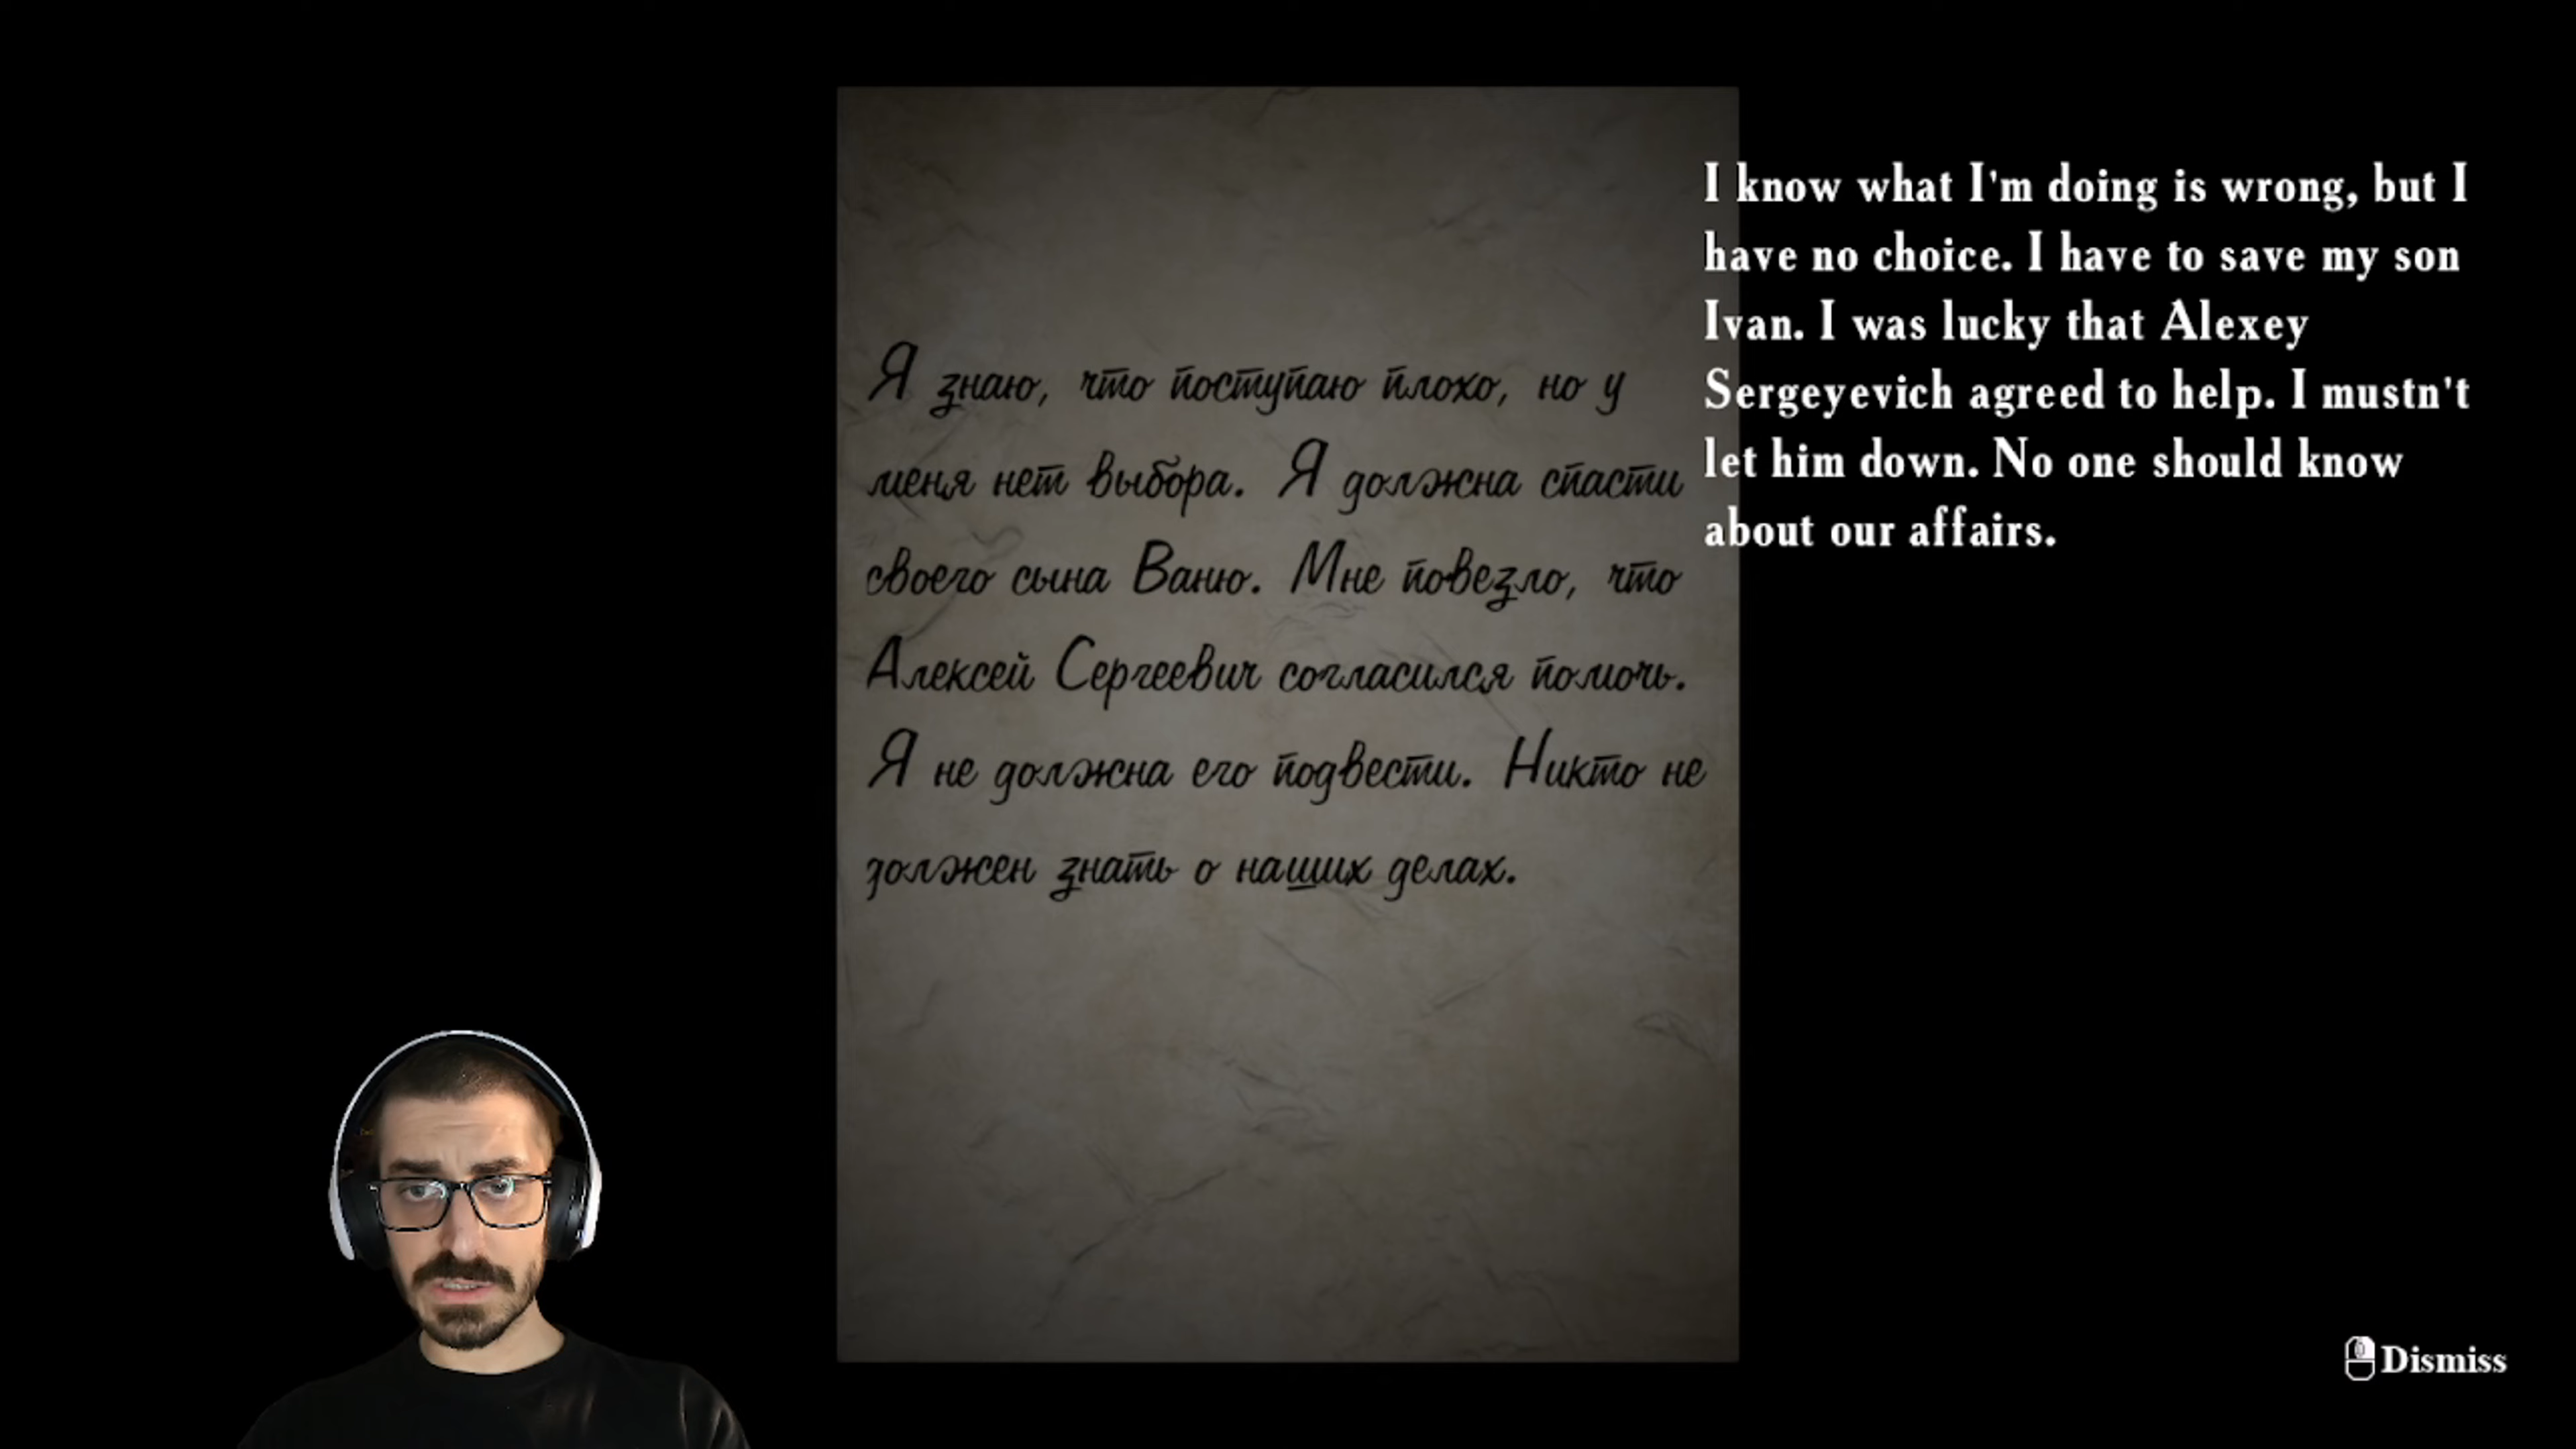 Я знаю, что поступаю плохо, но у
меня нет выбора. Я должна спасти
своего сына Ваню. Мне повезло, что
Алексей Сергеевич согласился помочь.
Я не должна его подвести. Никто не
должен знать о наших делах.
I know what I'm doing is wrong, but I
have no choice. I have to save my son
Ivan. I was lucky that Alexey
Sergeyevich agreed to help. I mustn't
let him down. No one should know
about our affairs.
Dismiss